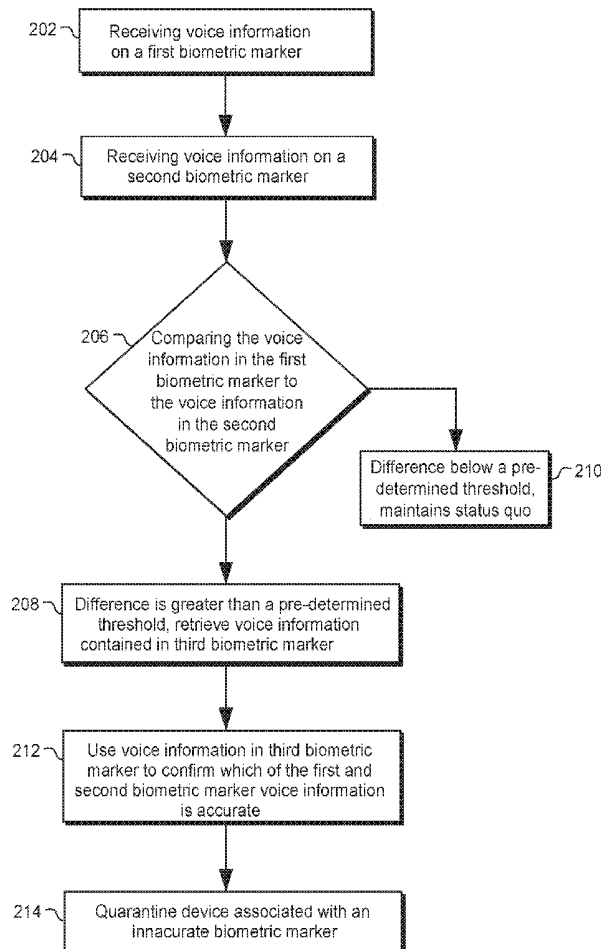 202
Receiving voice information
on a first biometric marker
204
Receiving voice information on a
second biometric marker
206
Comparing the voice
information in the first
biometric marker to
the voice information
in the second
biometric marker
Difference below a pre-
determined threshold,
maintains status quo
210
208
Difference is greater than a pre-determined
threshold, retrieve voice information
contained in third biometric marker
212
Use voice information in third biometric
marker to confirm which of the first and
second biometric marker voice information
is accurate
214
Quarantine device associated with an
innacurate biometric marker